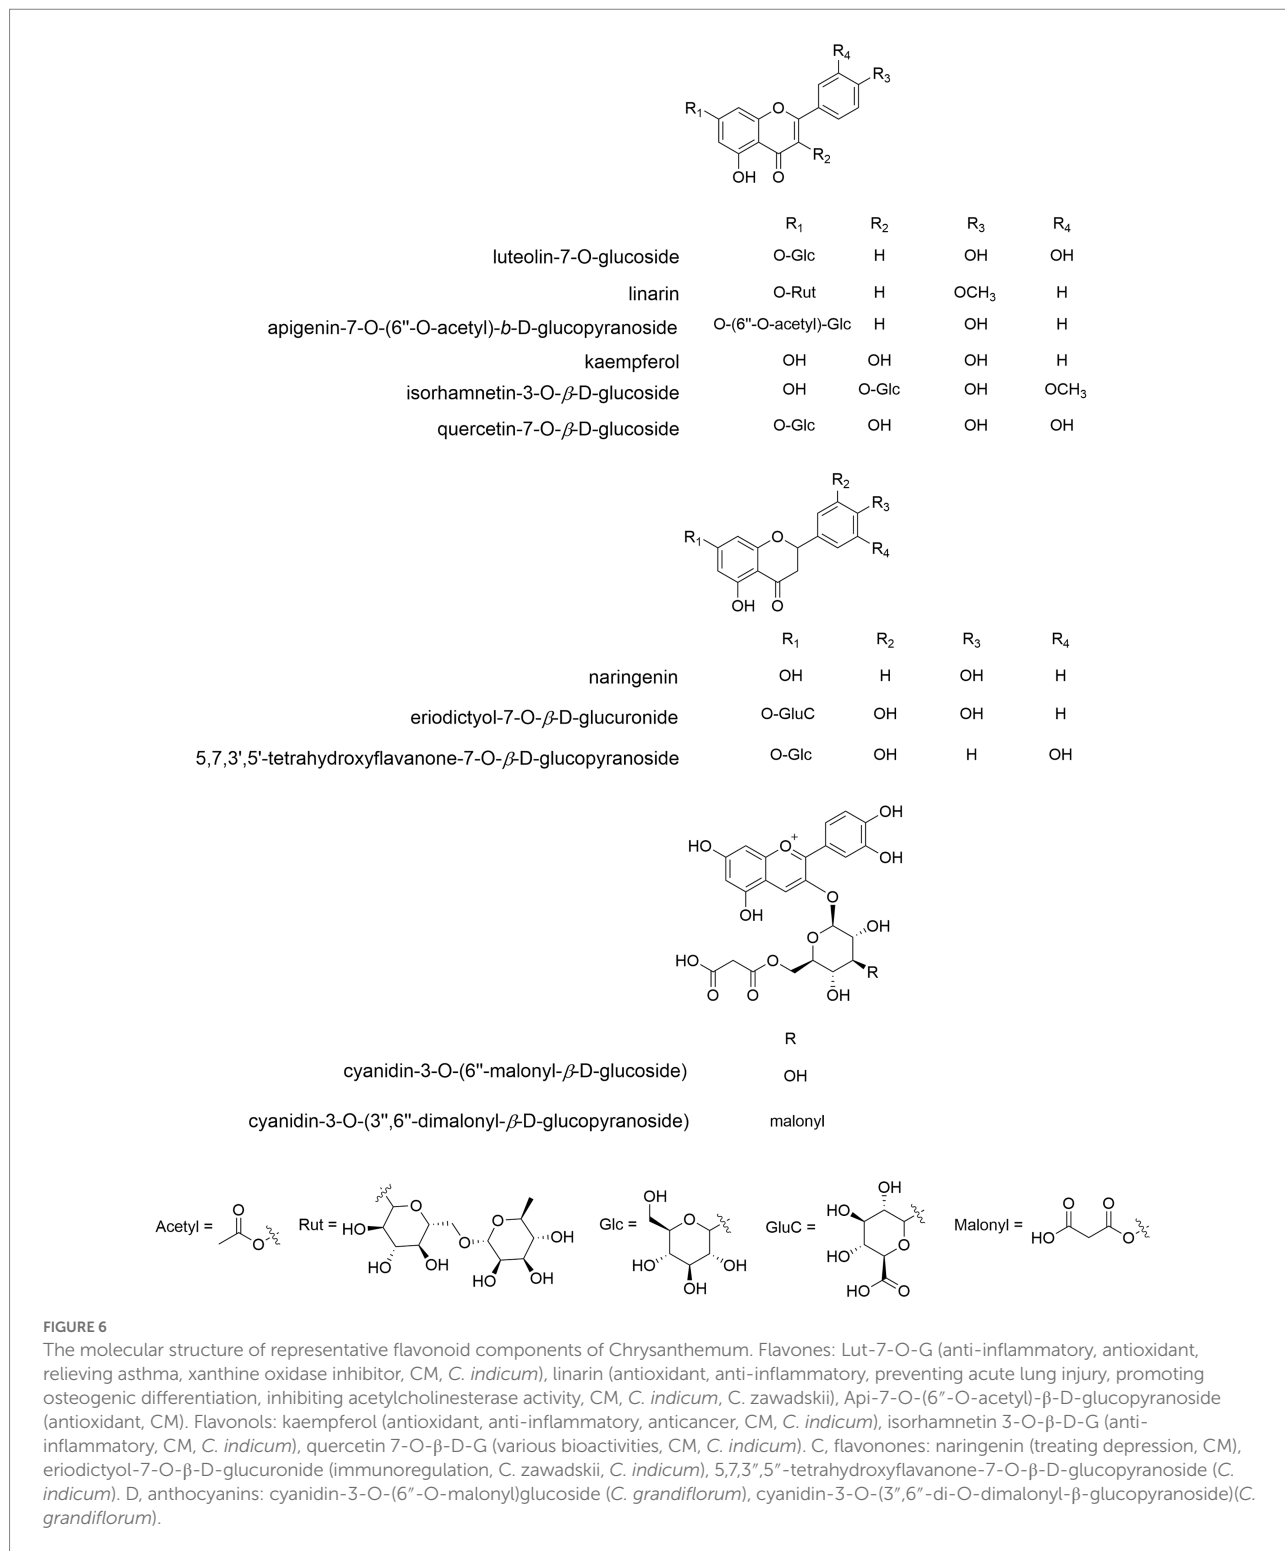 R4
R3
R1
O
R2
OH O
R1 R2 R3 R4
luteolin-7-O-glucoside O-Glc H OH OH
linarin O-Rut H OCH3 H
apigenin-7-O-(6"-O-acetyl)-b-D-glucopyranoside O-(6"-O-acetyl)-Glc H OH H
kaempferol OH OH OH H
isorhamnetin-3-O-β-D-glucoside OH O-Glc OH OCH3
quercetin-7-O-β-D-glucoside O-Glc OH OH OH
R2
R3
R1 O
R4
OH O
R1 R2 R3 R4
naringenin OH H OH H
eriodictyol-7-O-β-D-glucuronide O-GluC OH OH H
5,7,3',5'-tetrahydroxyflavanone-7-O-β-D-glucopyranoside O-Glc OH H OH
OH
HO O+
OH
O
OH
OH
O
HO O
R
O O OH
R
cyanidin-3-O-(6"-malonyl-β-D-glucoside) OH
cyanidin-3-O-(3",6"-dimalonyl-β-D-glucopyranoside) malonyl
Acetyl = O O
Rut = O HO HO OH O O OH HO OH
Glc = OH O HO OH OH
GluC = OH HO HO O HO O
Malonyl = O O HO O
FIGURE 6
The molecular structure of representative flavonoid components of Chrysanthemum. Flavones: Lut-7-O-G (anti-inflammatory, antioxidant,
relieving asthma, xanthine oxidase inhibitor, CM, C. indicum), linarin (antioxidant, anti-inflammatory, preventing acute lung injury, promoting
osteogenic differentiation, inhibiting acetylcholinesterase activity, CM, C. indicum, C. zawadskii), Api-7-O-(6″-O-acetyl)-β-D-glucopyranoside
(antioxidant, CM). Flavonols: kaempferol (antioxidant, anti-inflammatory, anticancer, CM, C. indicum), isorhamnetin 3-O-β-D-G (anti-
inflammatory, CM, C. indicum), quercetin 7-O-β-D-G (various bioactivities, CM, C. indicum). C, flavonones: naringenin (treating depression, CM),
eriodictyol-7-O-β-D-glucuronide (immunoregulation, C. zawadskii, C. indicum), 5,7,3″,5″-tetrahydroxyflavanone-7-O-β-D-glucopyranoside (C.
indicum). D, anthocyanins: cyanidin-3-O-(6″-O-malonyl)glucoside (C. grandiflorum), cyanidin-3-O-(3″,6″-di-O-dimalonyl-β-glucopyranoside)(C.
grandiflorum).